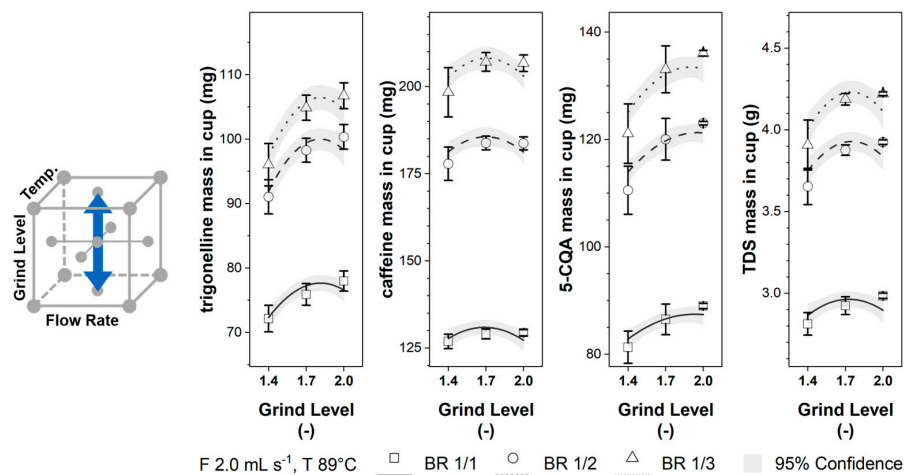 Temp.
Grind Level
Flow Rate
trigonelline mass in cup (mg)
110
100
90
80
70
1.4 1.7 2.0
Grind Level
(-)
caffeine mass in cup (mg)
200
175
150
125
1.4 1.7 2.0
Grind Level
(-)
5-CQA mass in cup (mg)
140
120
100
80
1.4 1.7 2.0
Grind Level
(-)
TDS mass in cup (g)
4.5
4.0
3.5
3.0
1.4 1.7 2.0
Grind Level
(-)
F 2.0 mL s⁻¹, T 89°C BR 1/1 BR 1/2 BR 1/3 95% Confidence